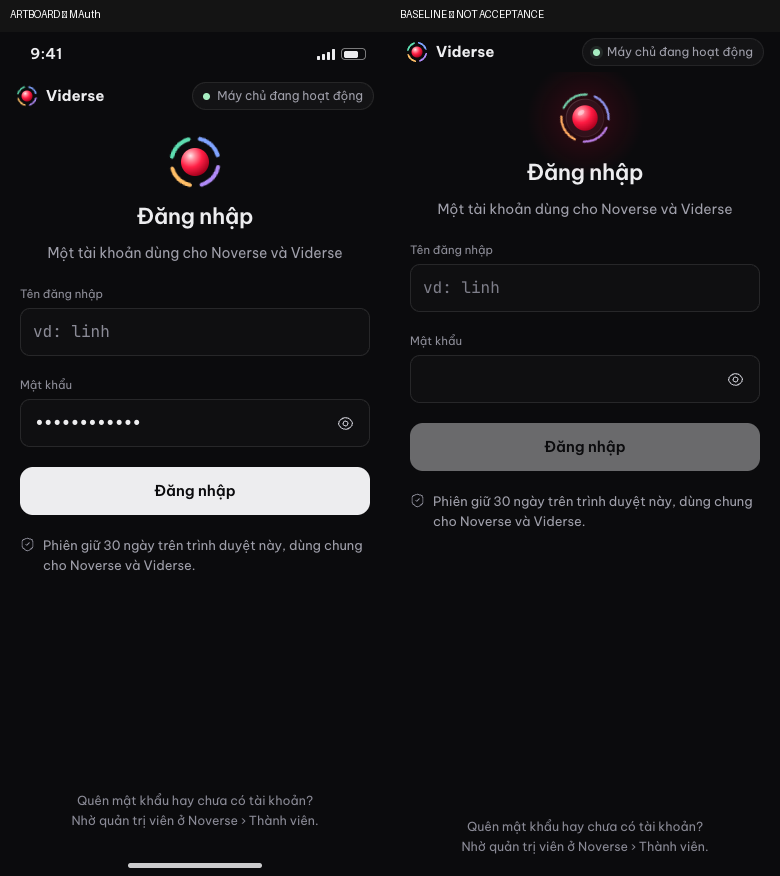 ARTBOARD MAuth
9:41
Viderse
Máy chủ đang hoạt động
Đăng nhập
Một tài khoản dùng cho Noverse và Viderse
Tên đăng nhập
vd: linh
Mật khẩu
••••••••••••
Đăng nhập
Phiên giữ 30 ngày trên trình duyệt này, dùng chung
cho Noverse và Viderse.
Quên mật khẩu hay chưa có tài khoản?
Nhờ quản trị viên ở Noverse › Thành viên.
BASELINE NOT ACCEPTANCE
Viderse
Máy chủ đang hoạt động
Đăng nhập
Một tài khoản dùng cho Noverse và Viderse
Tên đăng nhập
vd: linh
Mật khẩu
Đăng nhập
Phiên giữ 30 ngày trên trình duyệt này, dùng chung
cho Noverse và Viderse.
Quên mật khẩu hay chưa có tài khoản?
Nhờ quản trị viên ở Noverse › Thành viên.